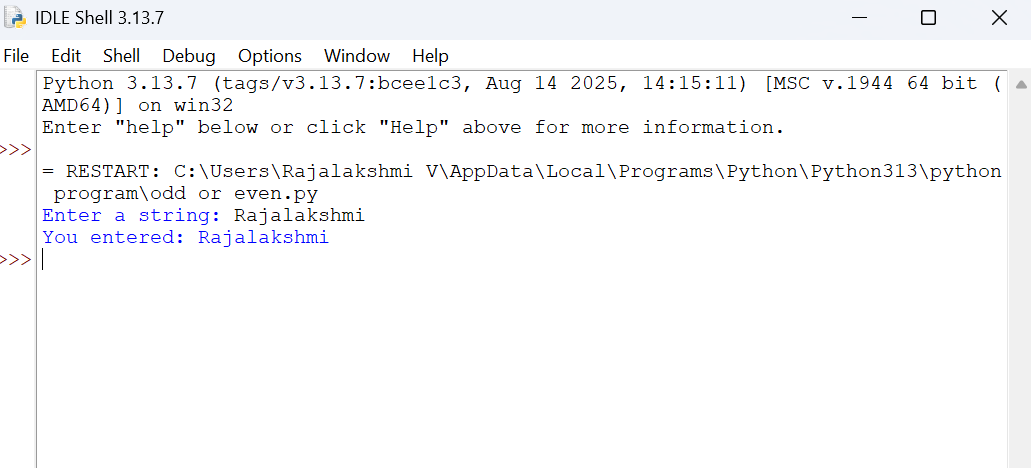 IDLE Shell 3.13.7
File Edit Shell Debug Options Window Help
Python 3.13.7 (tags/v3.13.7:bcee1c3, Aug 14 2025, 14:15:11) [MSC v.1944 64 bit (
AMD64)] on win32
Enter "help" below or click "Help" above for more information.
>>>
= RESTART: C:\Users\Rajalakshmi V\AppData\Local\Programs\Python\Python313\python
program\odd or even.py
Enter a string: Rajalakshmi
You entered: Rajalakshmi
>>>